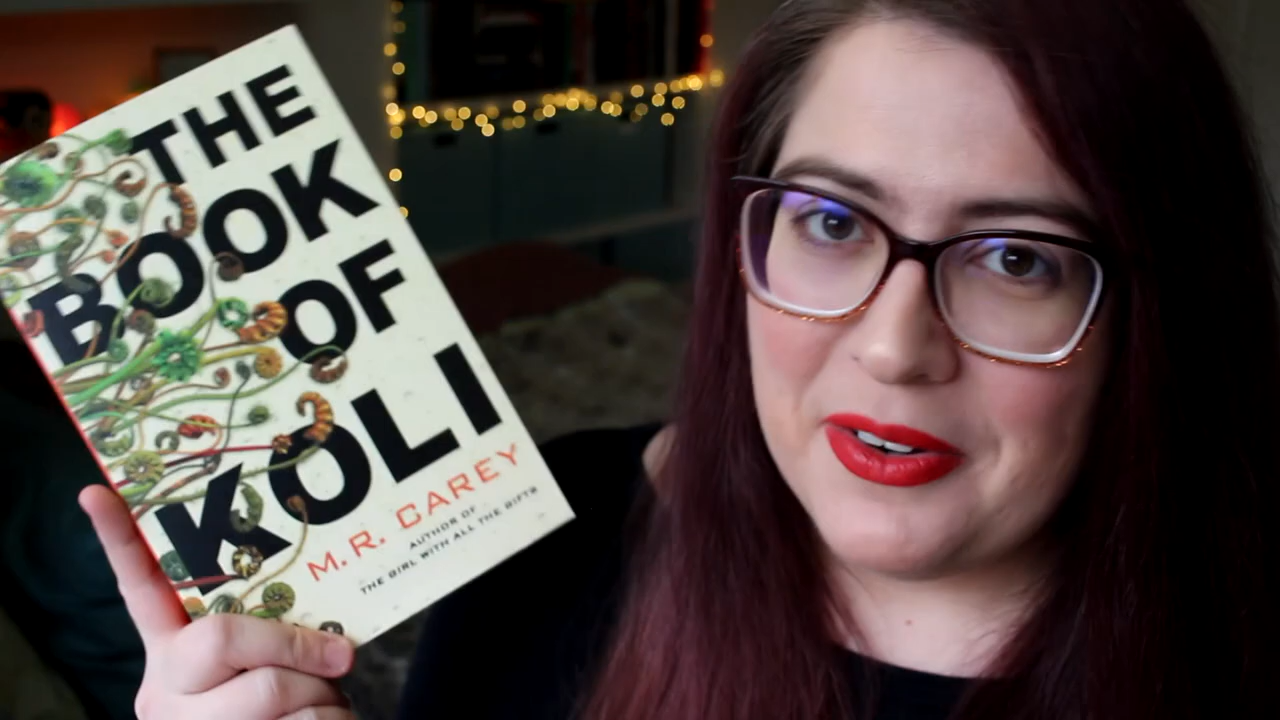 THE
BOOK
OF
KOLI
M.R. CAREY
AUTHOR OF
THE GIRL WITH ALL THE GIFTS